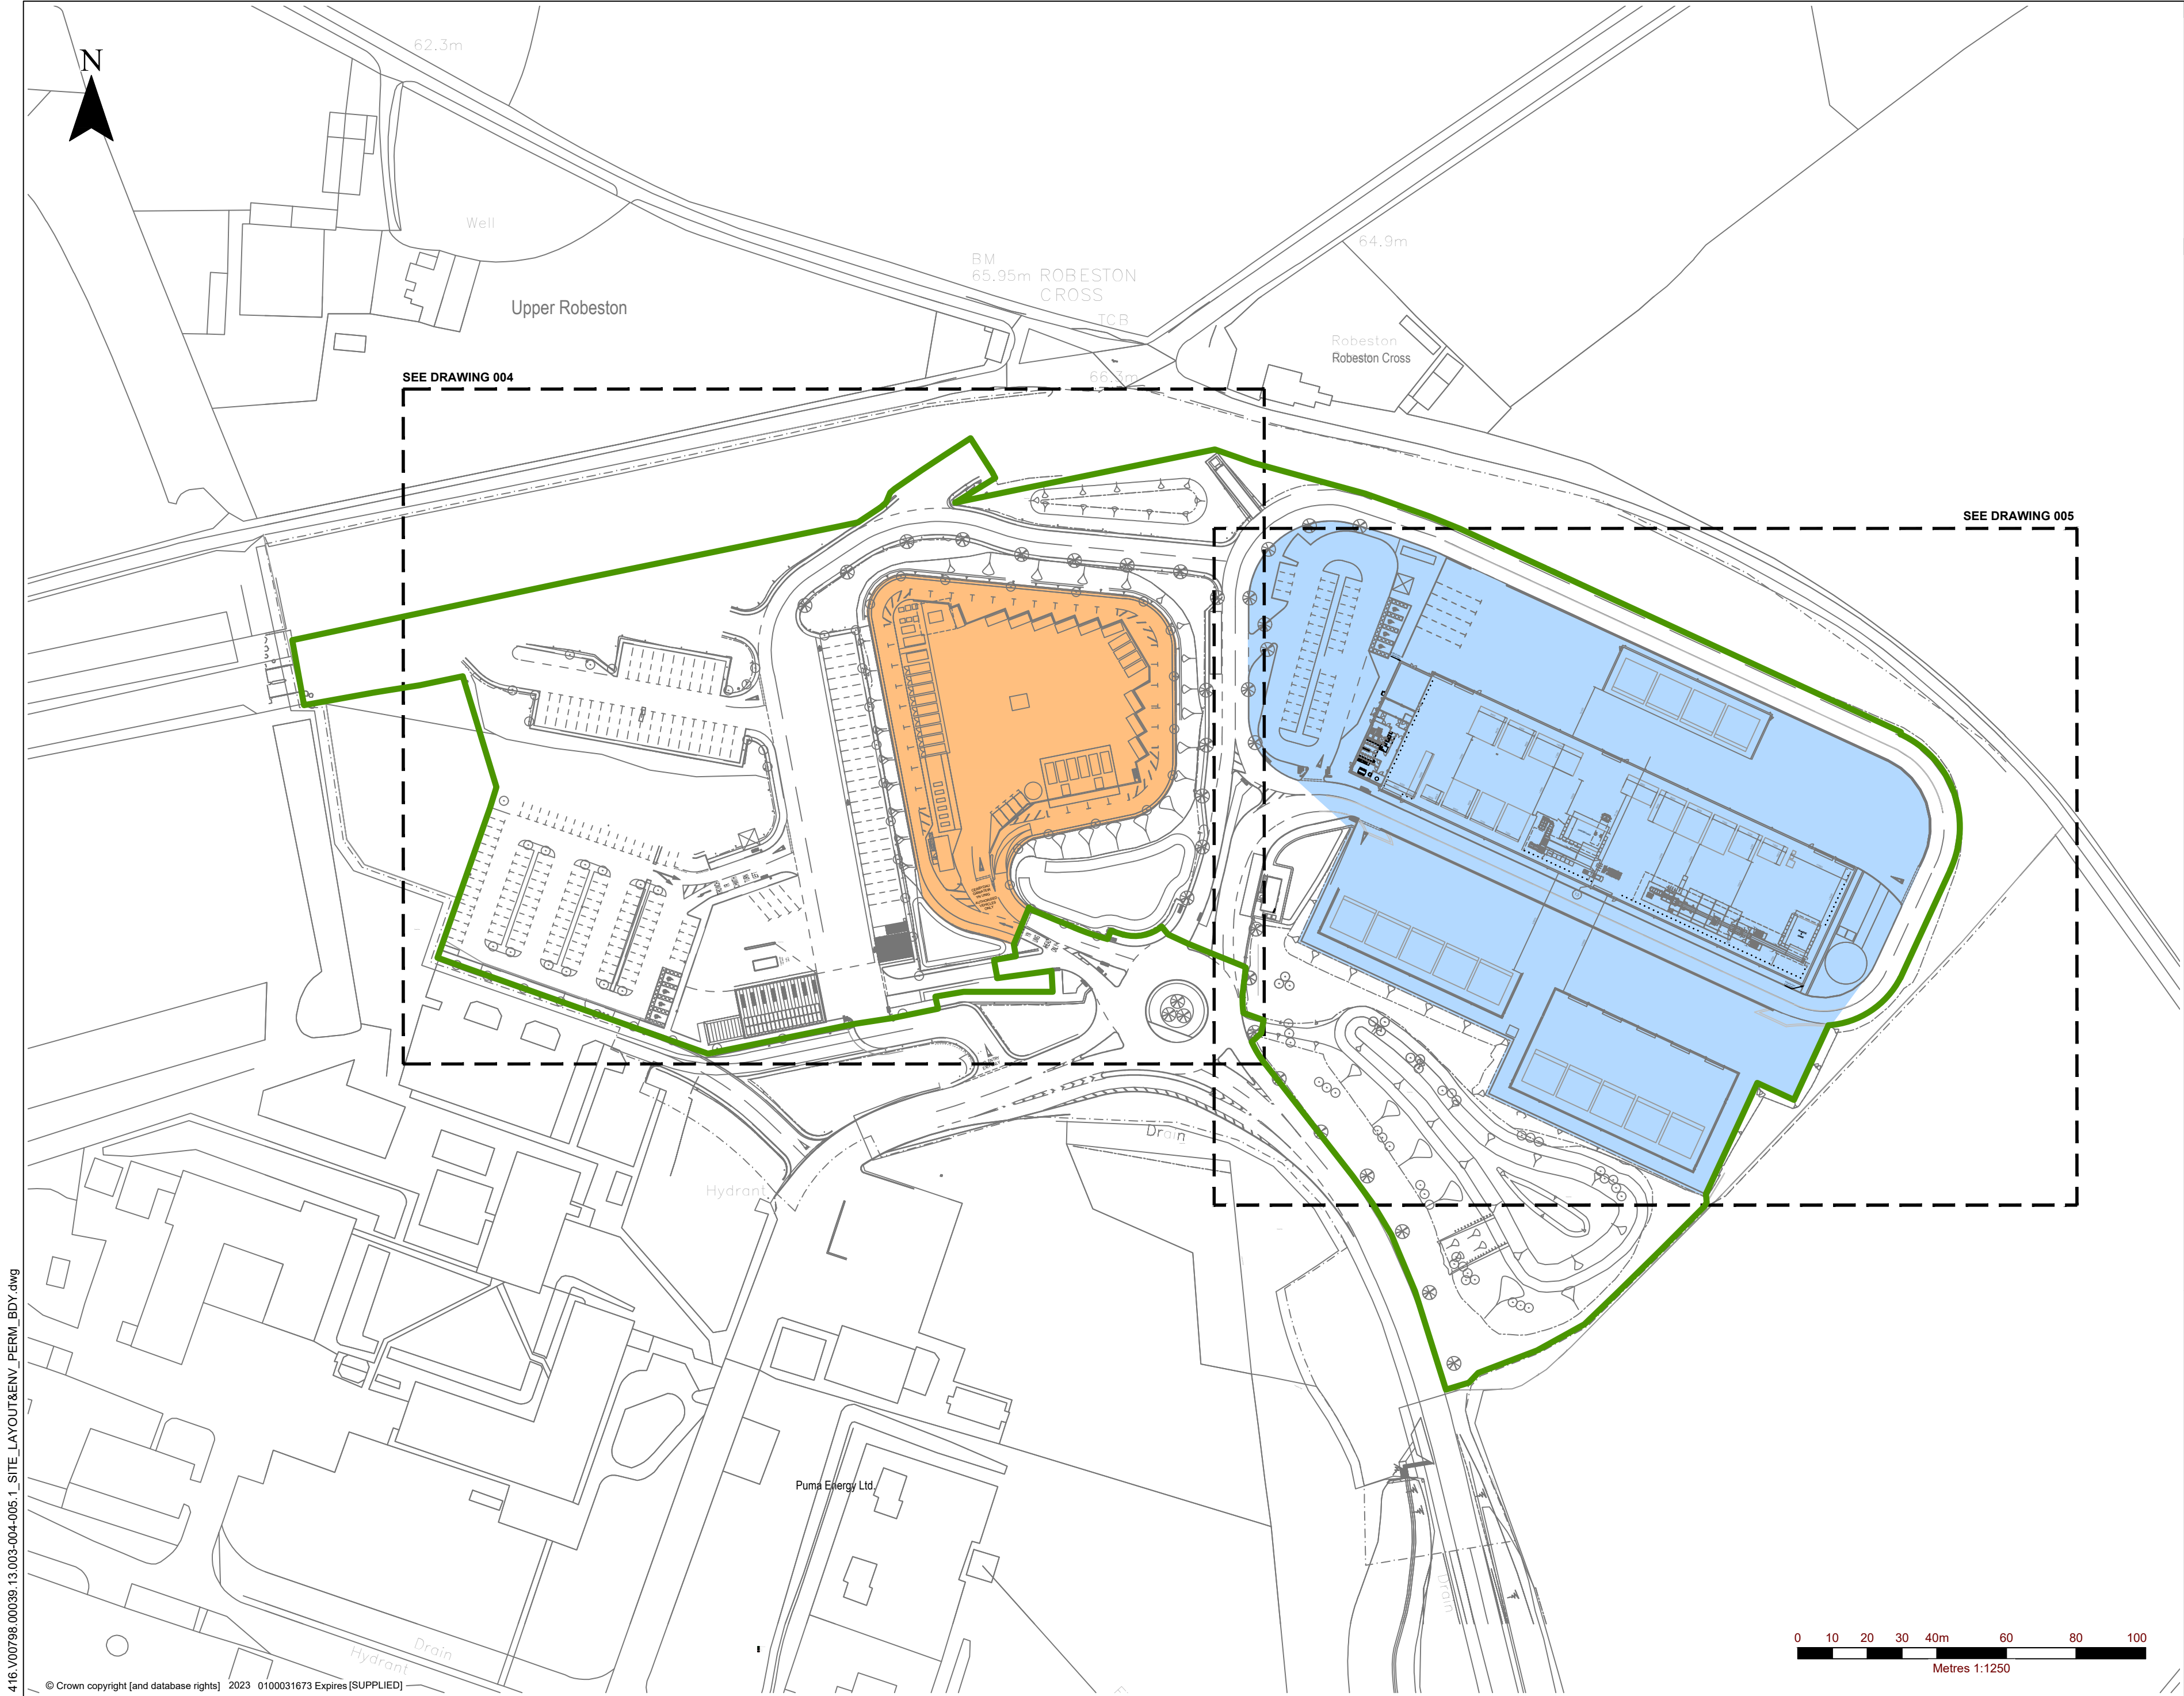 62.3m
N
Well
BM
65.95m ROBESTON
CROSS
64.9m
Upper Robeston
TCB
Robeston
Robeston Cross
66.3m
SEE DRAWING 004
SEE DRAWING 005
Drain
Hydrant
Puma Energy Ltd.
Drain
Drain
Hydrant
0 10 20 30 40m 60 80 100
Metres 1:1250
416.V00798.00039.13.003-004-005.1_SITE_LAYOUT&ENV_PERM_BDY.dwg
© Crown copyright [and database rights] 2023 0100031673 Expires [SUPPLIED]